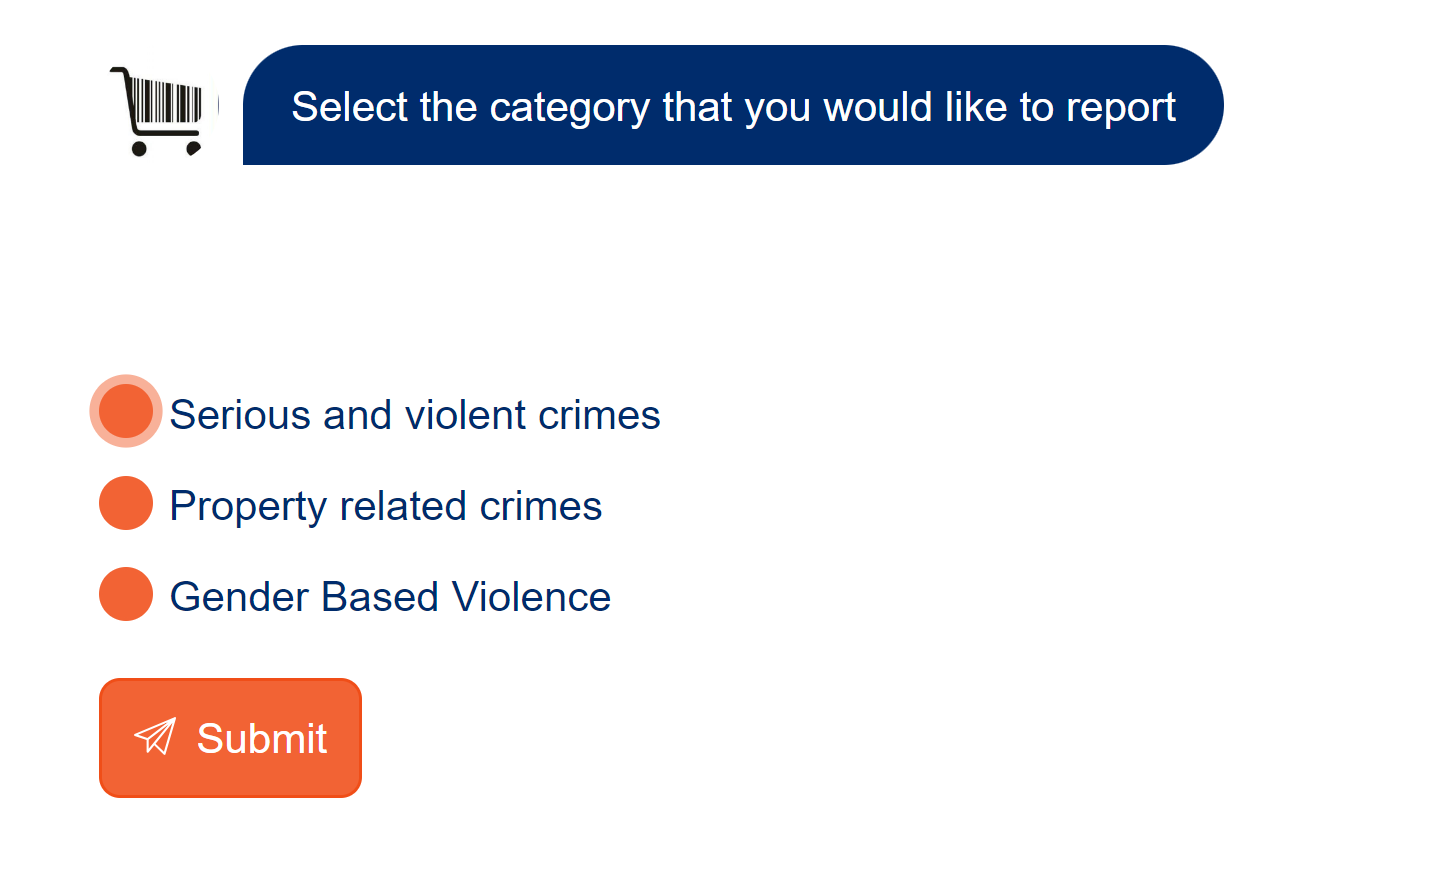 Select the category that you would like to report
Serious and violent crimes
Property related crimes
Gender Based Violence
Submit